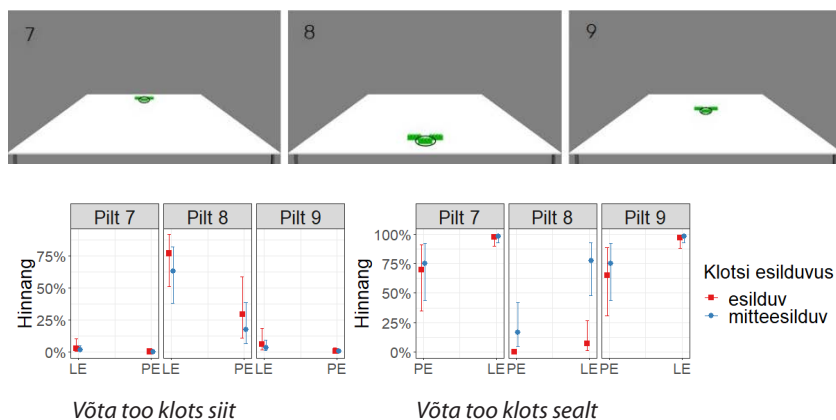 7 8 9
Pilt 7 Pilt 8 Pilt 9
75%
50%
25%
0%
Hinnang
LE PE LE PE LE PE
Võta too klots siit
Pilt 7 Pilt 8 Pilt 9
100%
75%
50%
25%
0%
Hinnang
PE LE PE LE PE LE
Võta too klots sealt
Klotsi esilduvus
esilduv
mitteesilduv